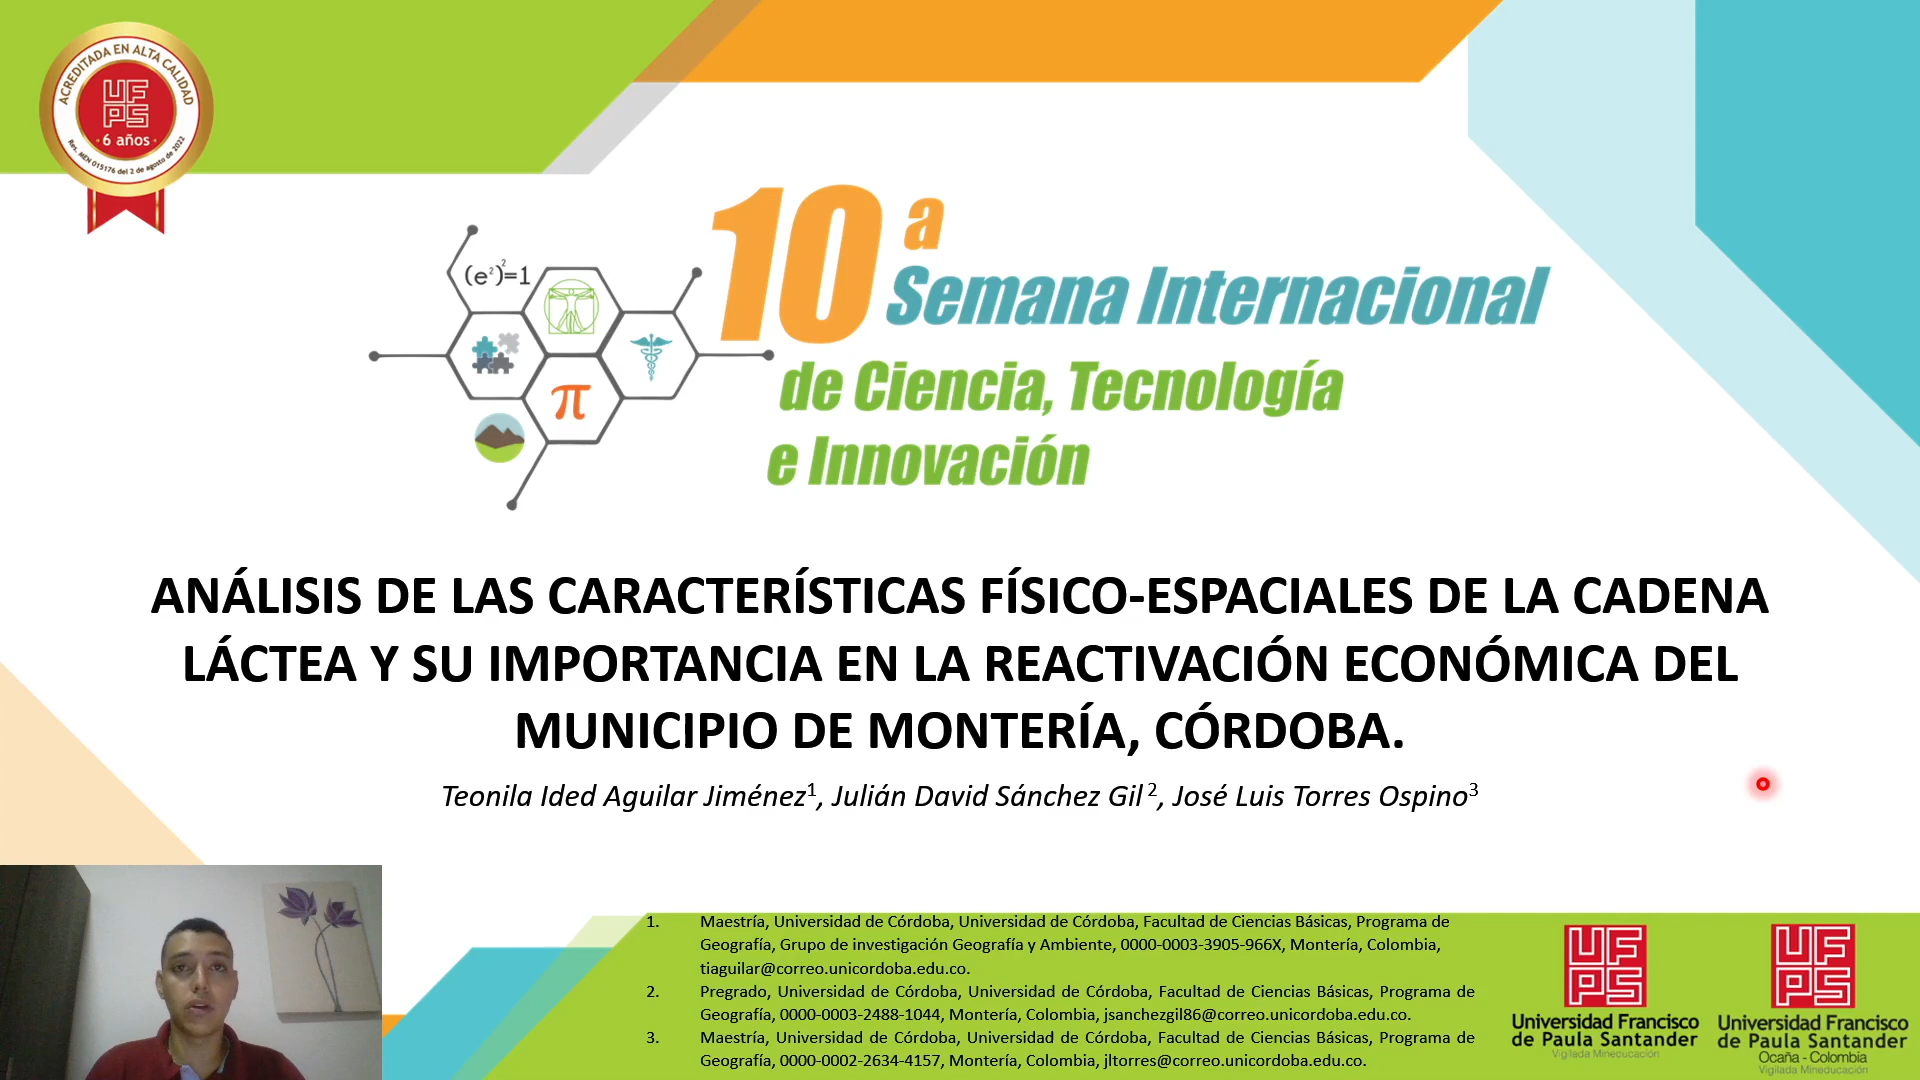 ACREDITADA EN ALTA CALIDAD
UFPS
· 6 años ·
Res. MEN 015176 del 2 de agosto de 2022
(e²)²=1
π
10ª
Semana Internacional
de Ciencia, Tecnología
e Innovación
ANÁLISIS DE LAS CARACTERÍSTICAS FÍSICO-ESPACIALES DE LA CADENA
LÁCTEA Y SU IMPORTANCIA EN LA REACTIVACIÓN ECONÓMICA DEL
MUNICIPIO DE MONTERÍA, CÓRDOBA.
Teonila Ided Aguilar Jiménez¹, Julián David Sánchez Gil ², José Luis Torres Ospino³
1. Maestría, Universidad de Córdoba, Universidad de Córdoba, Facultad de Ciencias Básicas, Programa de
Geografía, Grupo de investigación Geografía y Ambiente, 0000-0003-3905-966X, Montería, Colombia,
tiaguilar@correo.unicordoba.edu.co.
2. Pregrado, Universidad de Córdoba, Universidad de Córdoba, Facultad de Ciencias Básicas, Programa de
Geografía, 0000-0003-2488-1044, Montería, Colombia, jsanchezgil86@correo.unicordoba.edu.co.
3. Maestría, Universidad de Córdoba, Universidad de Córdoba, Facultad de Ciencias Básicas, Programa de
Geografía, 0000-0002-2634-4157, Montería, Colombia, jltorres@correo.unicordoba.edu.co.
UFPS
Universidad Francisco
de Paula Santander
Vigilada Mineducación
UFPS
Universidad Francisco
de Paula Santander
Ocaña - Colombia
Vigilada Mineducación